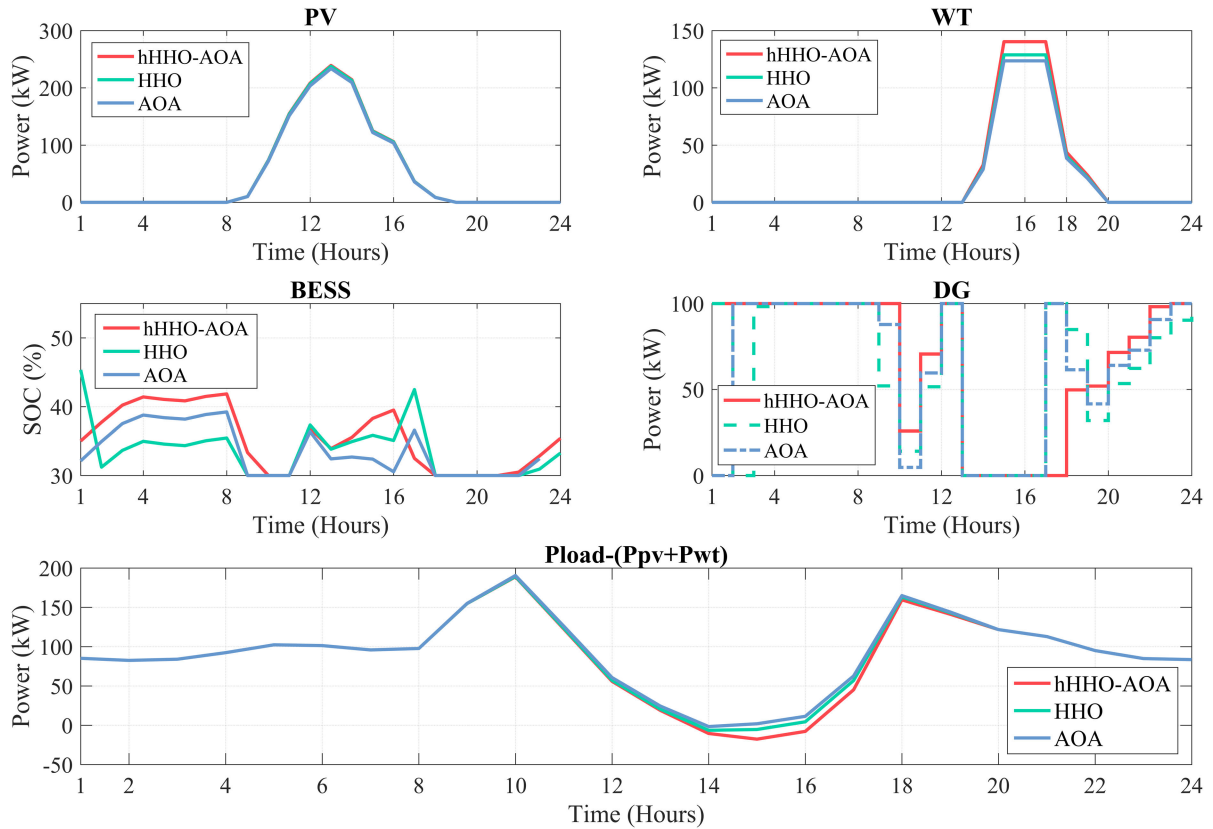 PV
300
200
100
0
Power (kW)
hHHO-AOA
HHO
AOA
1 4 8 12 16 20 24
Time (Hours)
WT
150
100
50
0
Power (kW)
hHHO-AOA
HHO
AOA
1 4 8 12 16 18 20 24
Time (Hours)
BESS
50
40
30
SOC (%)
hHHO-AOA
HHO
AOA
1 4 8 12 16 20 24
Time (Hours)
DG
100
50
0
Power (kW)
hHHO-AOA
HHO
AOA
1 4 8 12 16 20 24
Time (Hours)
Pload-(Ppv+Pwt)
200
150
100
50
0
-50
Power (kW)
hHHO-AOA
HHO
AOA
1 2 4 6 8 10 12 14 16 18 20 22 24
Time (Hours)